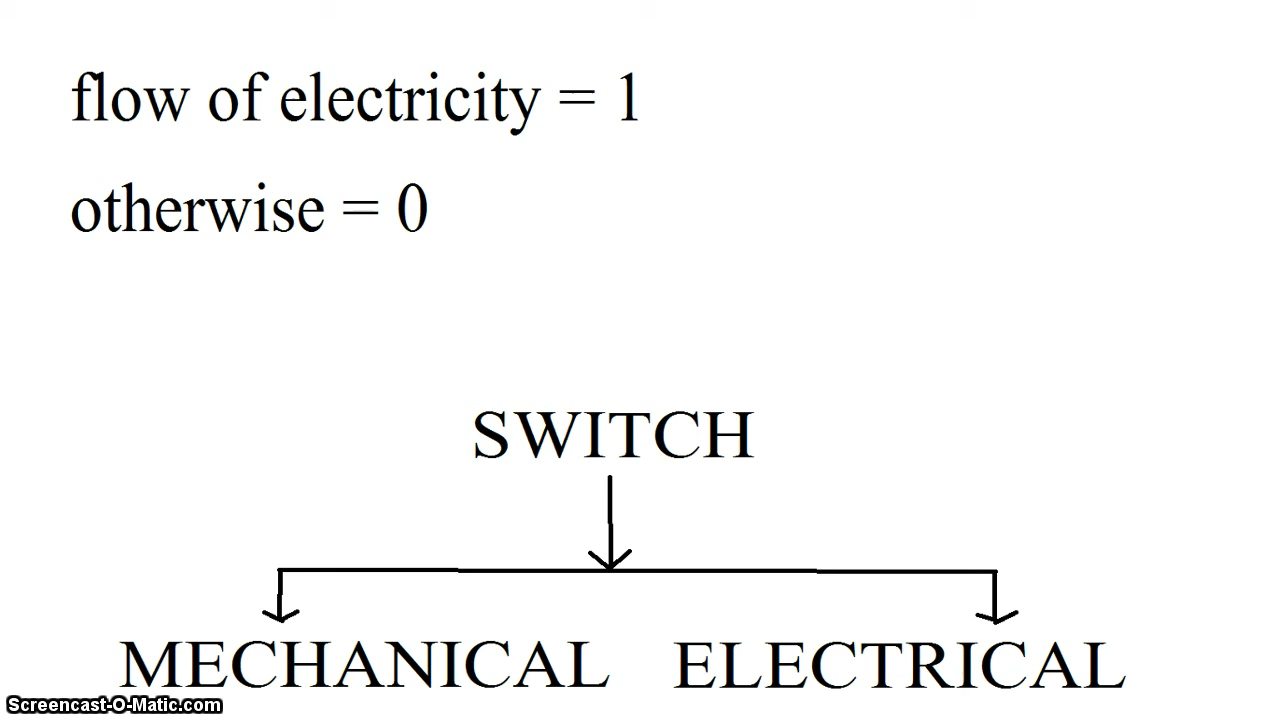 flow of electricity = 1
otherwise = 0
SWITCH
MECHANICAL ELECTRICAL
Screencast-O-Matic.com